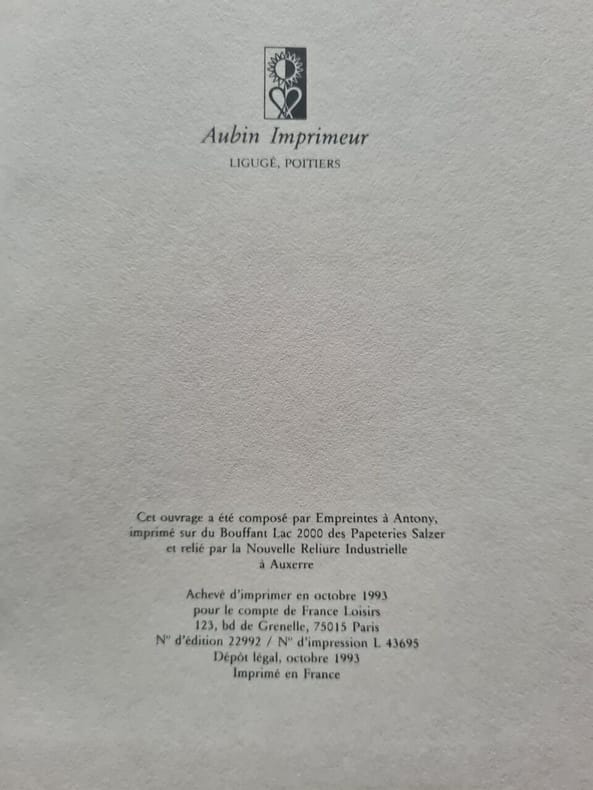 Aubin Imprimeur
LIGUGÉ, POITIERS
Cet ouvrage a été composé par Empreintes à Antony,
imprimé sur du Bouffant Lac 2000 des Papeteries Salzer
et relié par la Nouvelle Reliure Industrielle
à Auxerre
Achevé d'imprimer en octobre 1993
pour le compte de France Loisirs
123, bd de Grenelle, 75015 Paris
N° d'édition 22992 / N° d'impression L 43695
Dépôt légal, octobre 1993
Imprimé en France